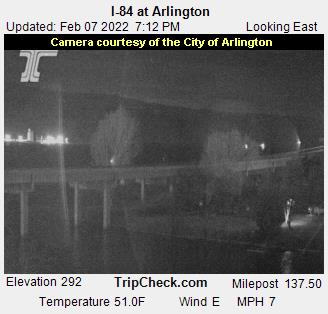 I-84 at Arlington
Updated: Feb 07 2022 7:12 PM Looking East
Camera courtesy of the City of Arlington
Elevation 292 TripCheck.com Milepost 137.50
Temperature 51.0F Wind E MPH 7